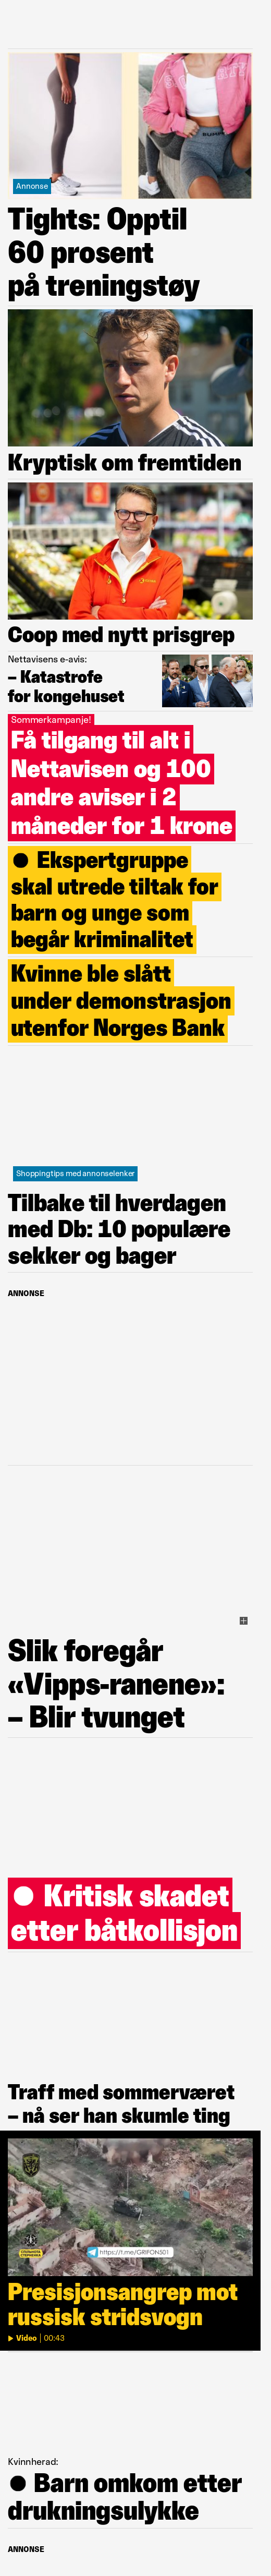 Annonse
Tights: Opptil
60 prosent
på treningstøy
Kryptisk om fremtiden
Coop med nytt prisgrep
Nettavisens e-avis:
– Katastrofe
for kongehuset
Sommerkampanje!
Få tilgang til alt i
Nettavisen og 100
andre aviser i 2
måneder for 1 krone
Ekspertgruppe
skal utrede tiltak for
barn og unge som
begår kriminalitet
Kvinne ble slått
under demonstrasjon
utenfor Norges Bank
Shoppingtips med annonselenker
Tilbake til hverdagen
med Db: 10 populære
sekker og bager
ANNONSE
Slik foregår
«Vipps-ranene»:
– Blir tvunget
Kritisk skadet
etter båtkollisjon
Traff med sommerværet
– nå ser han skumle ting
https://t.me/GRIFON501
Presisjonsangrep mot
russisk stridsvogn
Video | 00:43
Kvinnherad:
Barn omkom etter
drukningsulykke
ANNONSE